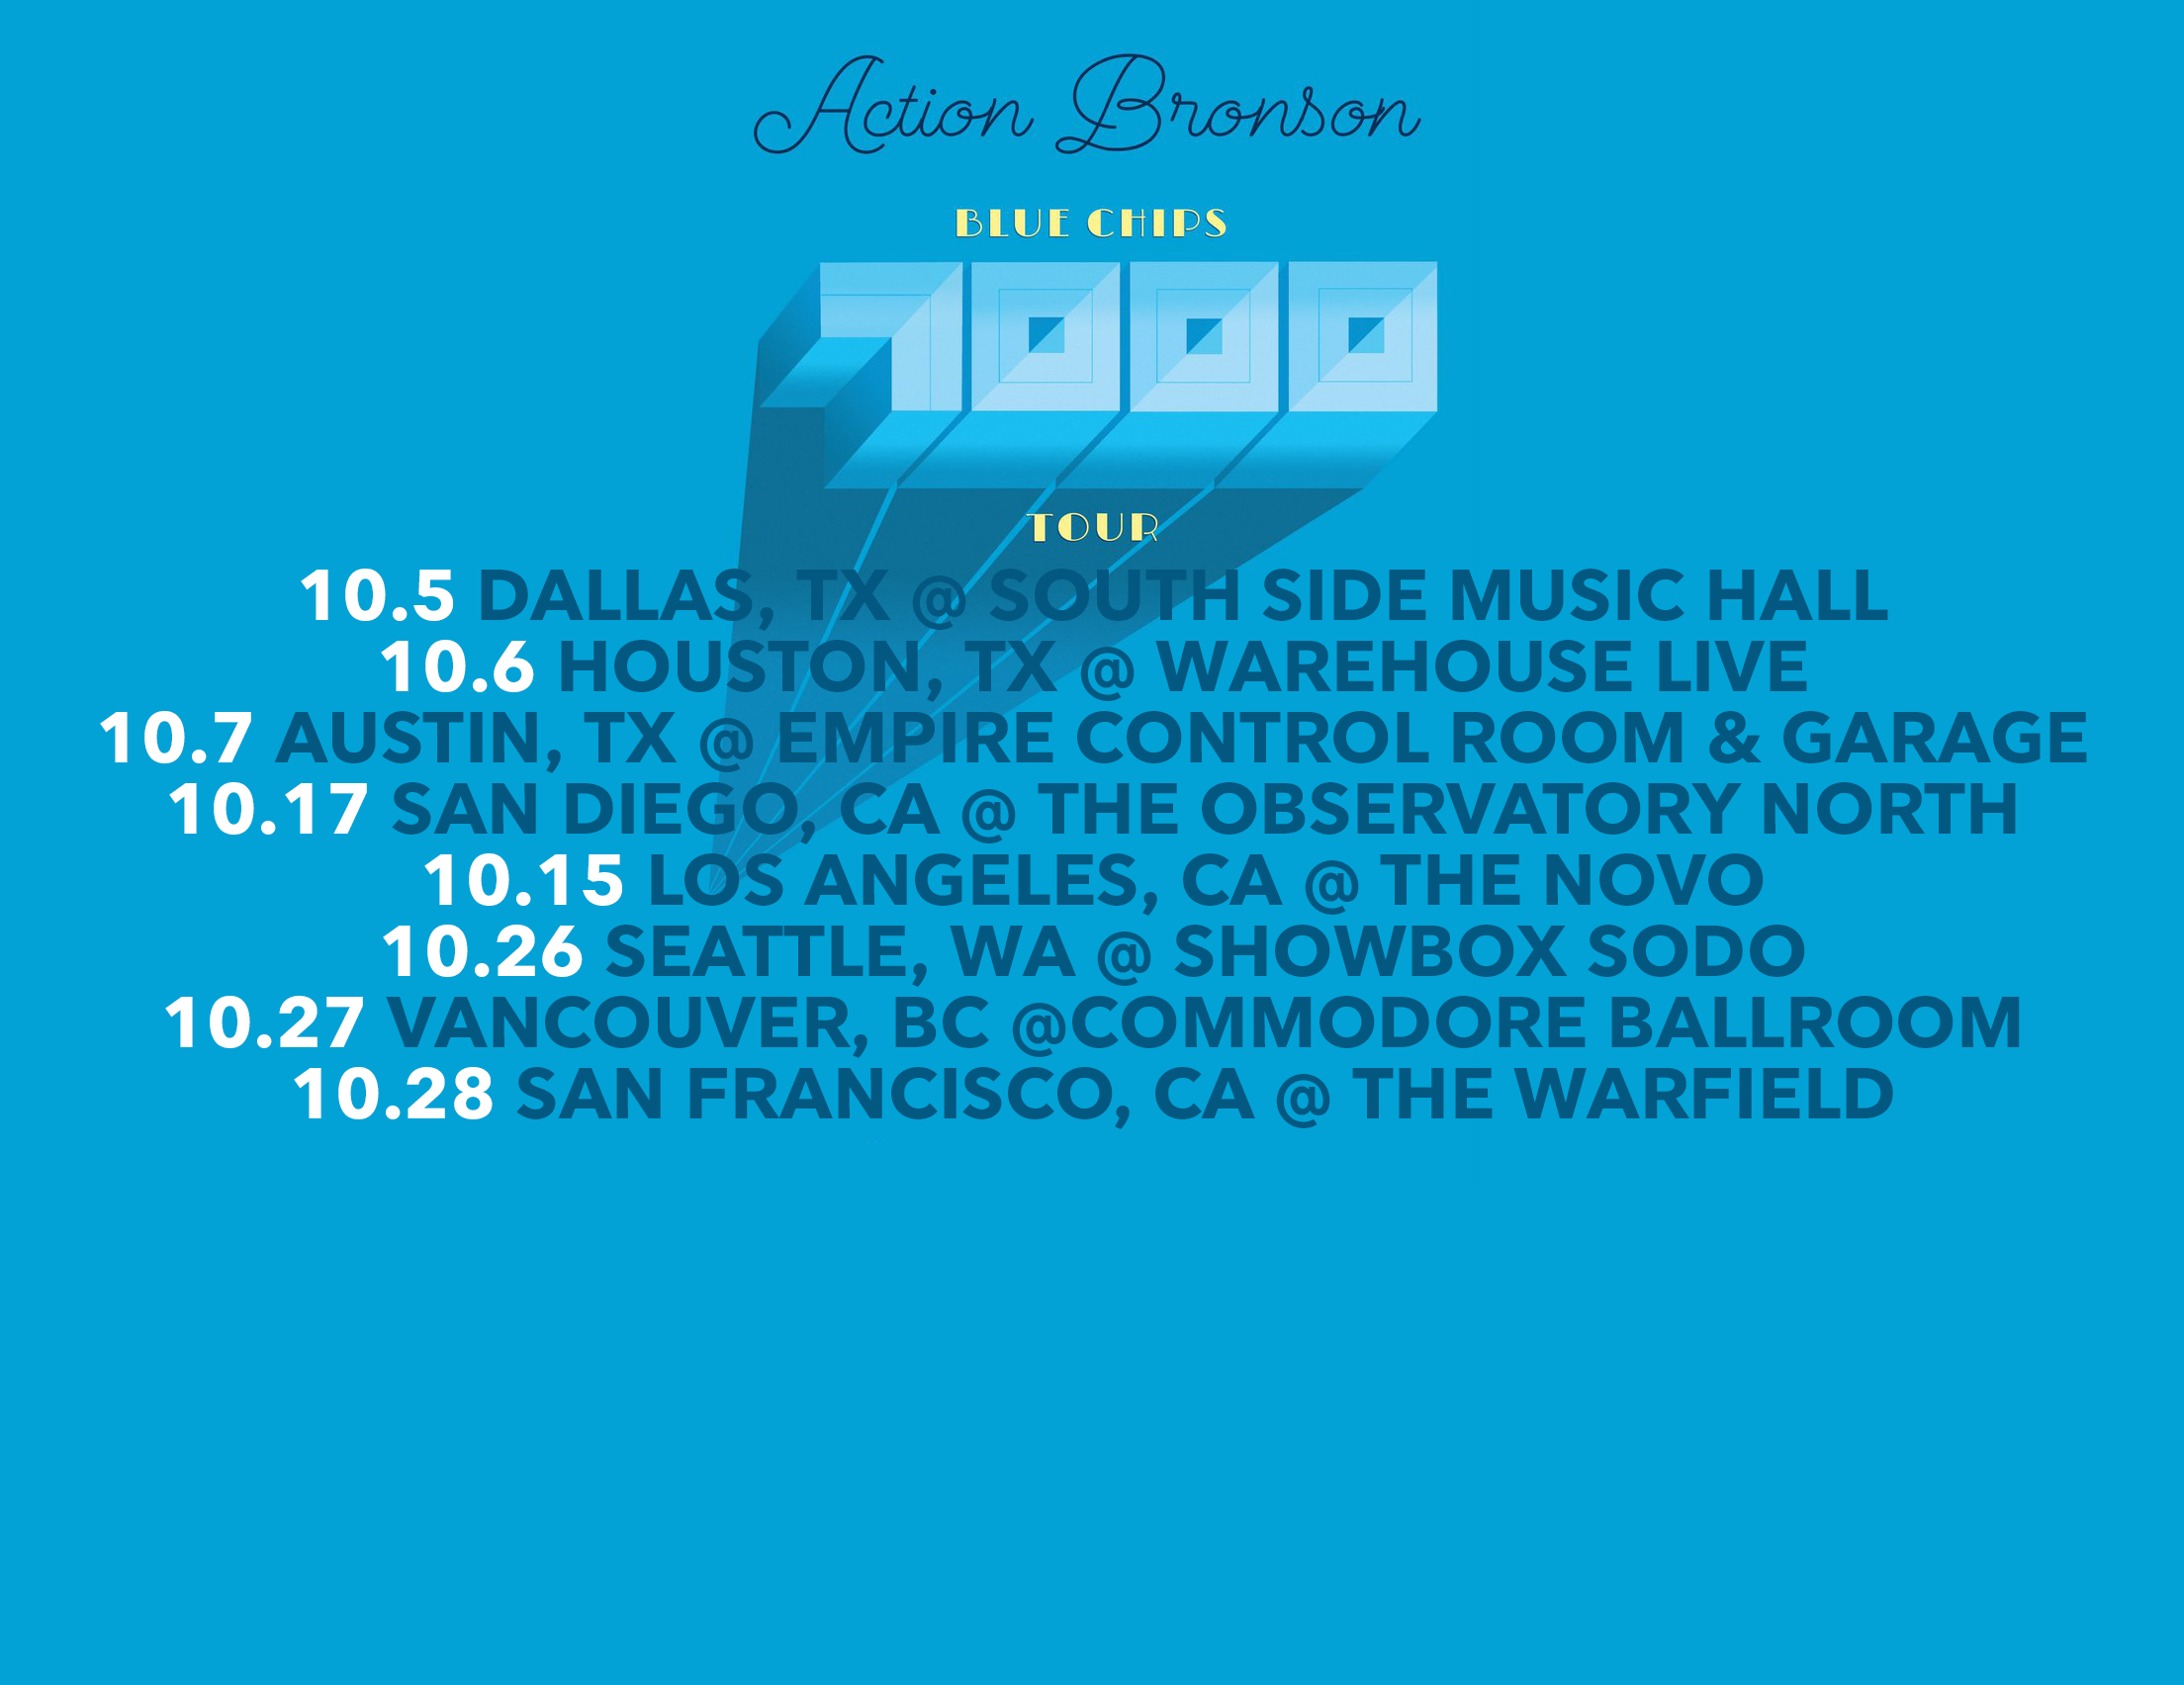 Action Bronson
BLUE CHIPS
7000
TOUR
10.5 DALLAS, TX @ SOUTH SIDE MUSIC HALL
10.6 HOUSTON, TX @ WAREHOUSE LIVE
10.7 AUSTIN, TX @ EMPIRE CONTROL ROOM & GARAGE
10.17 SAN DIEGO, CA @ THE OBSERVATORY NORTH
10.15 LOS ANGELES, CA @ THE NOVO
10.26 SEATTLE, WA @ SHOWBOX SODO
10.27 VANCOUVER, BC @COMMODORE BALLROOM
10.28 SAN FRANCISCO, CA @ THE WARFIELD